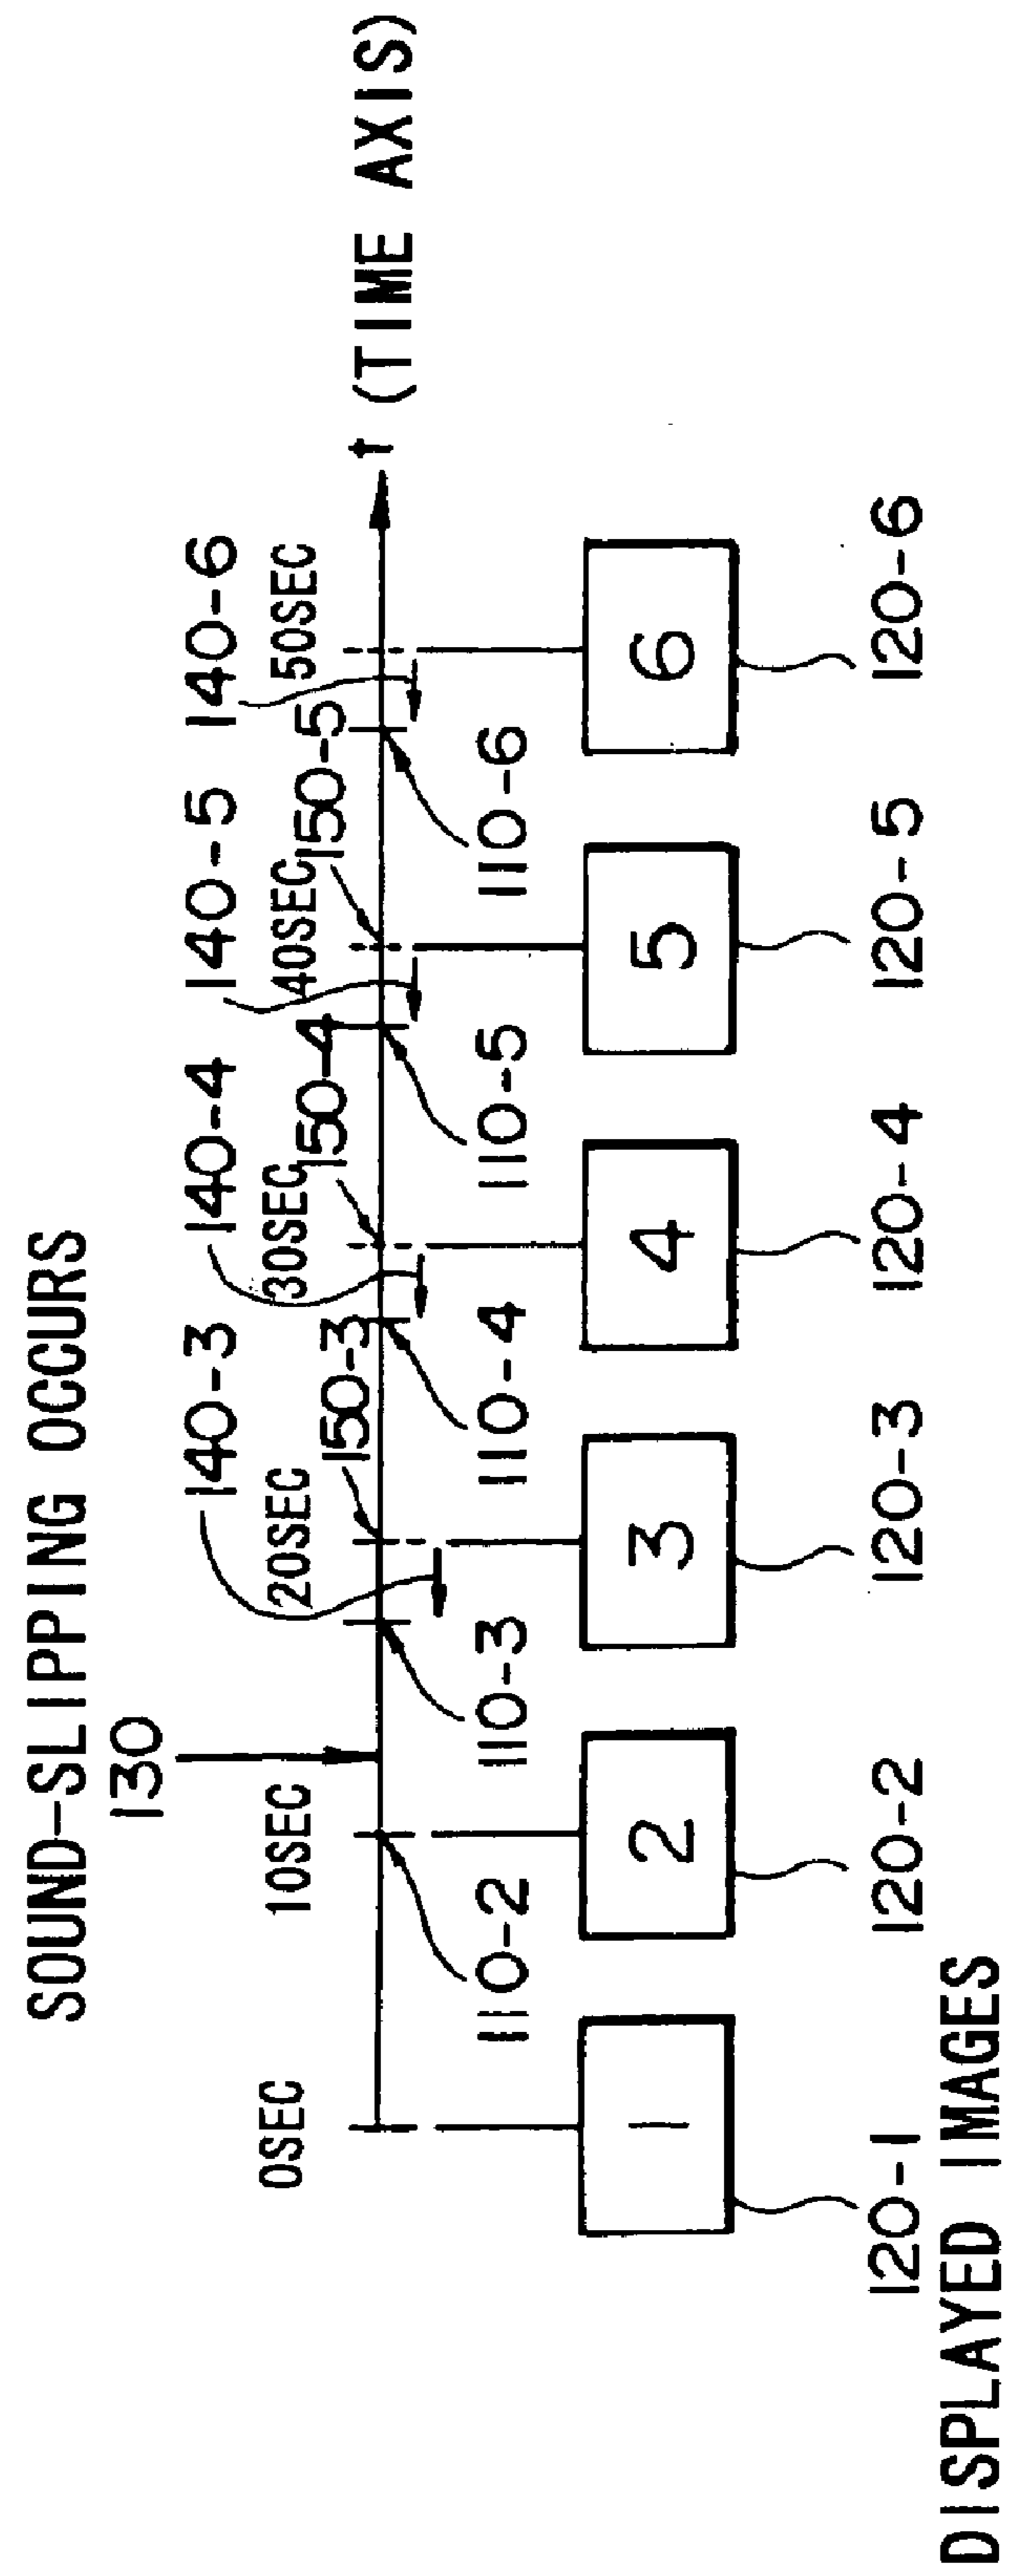 SOUND-SLIPPING OCCURS
130
140-3 140-4 140-5 140-6
0SEC 10SEC 20SEC 30SEC 40SEC 50SEC
150-3 150-4 150-5
t (TIME AXIS)
110-2 110-3 110-4 110-5 110-6
1 2 3 4 5 6
120-1 120-2 120-3 120-4 120-5 120-6
DISPLAYED IMAGES